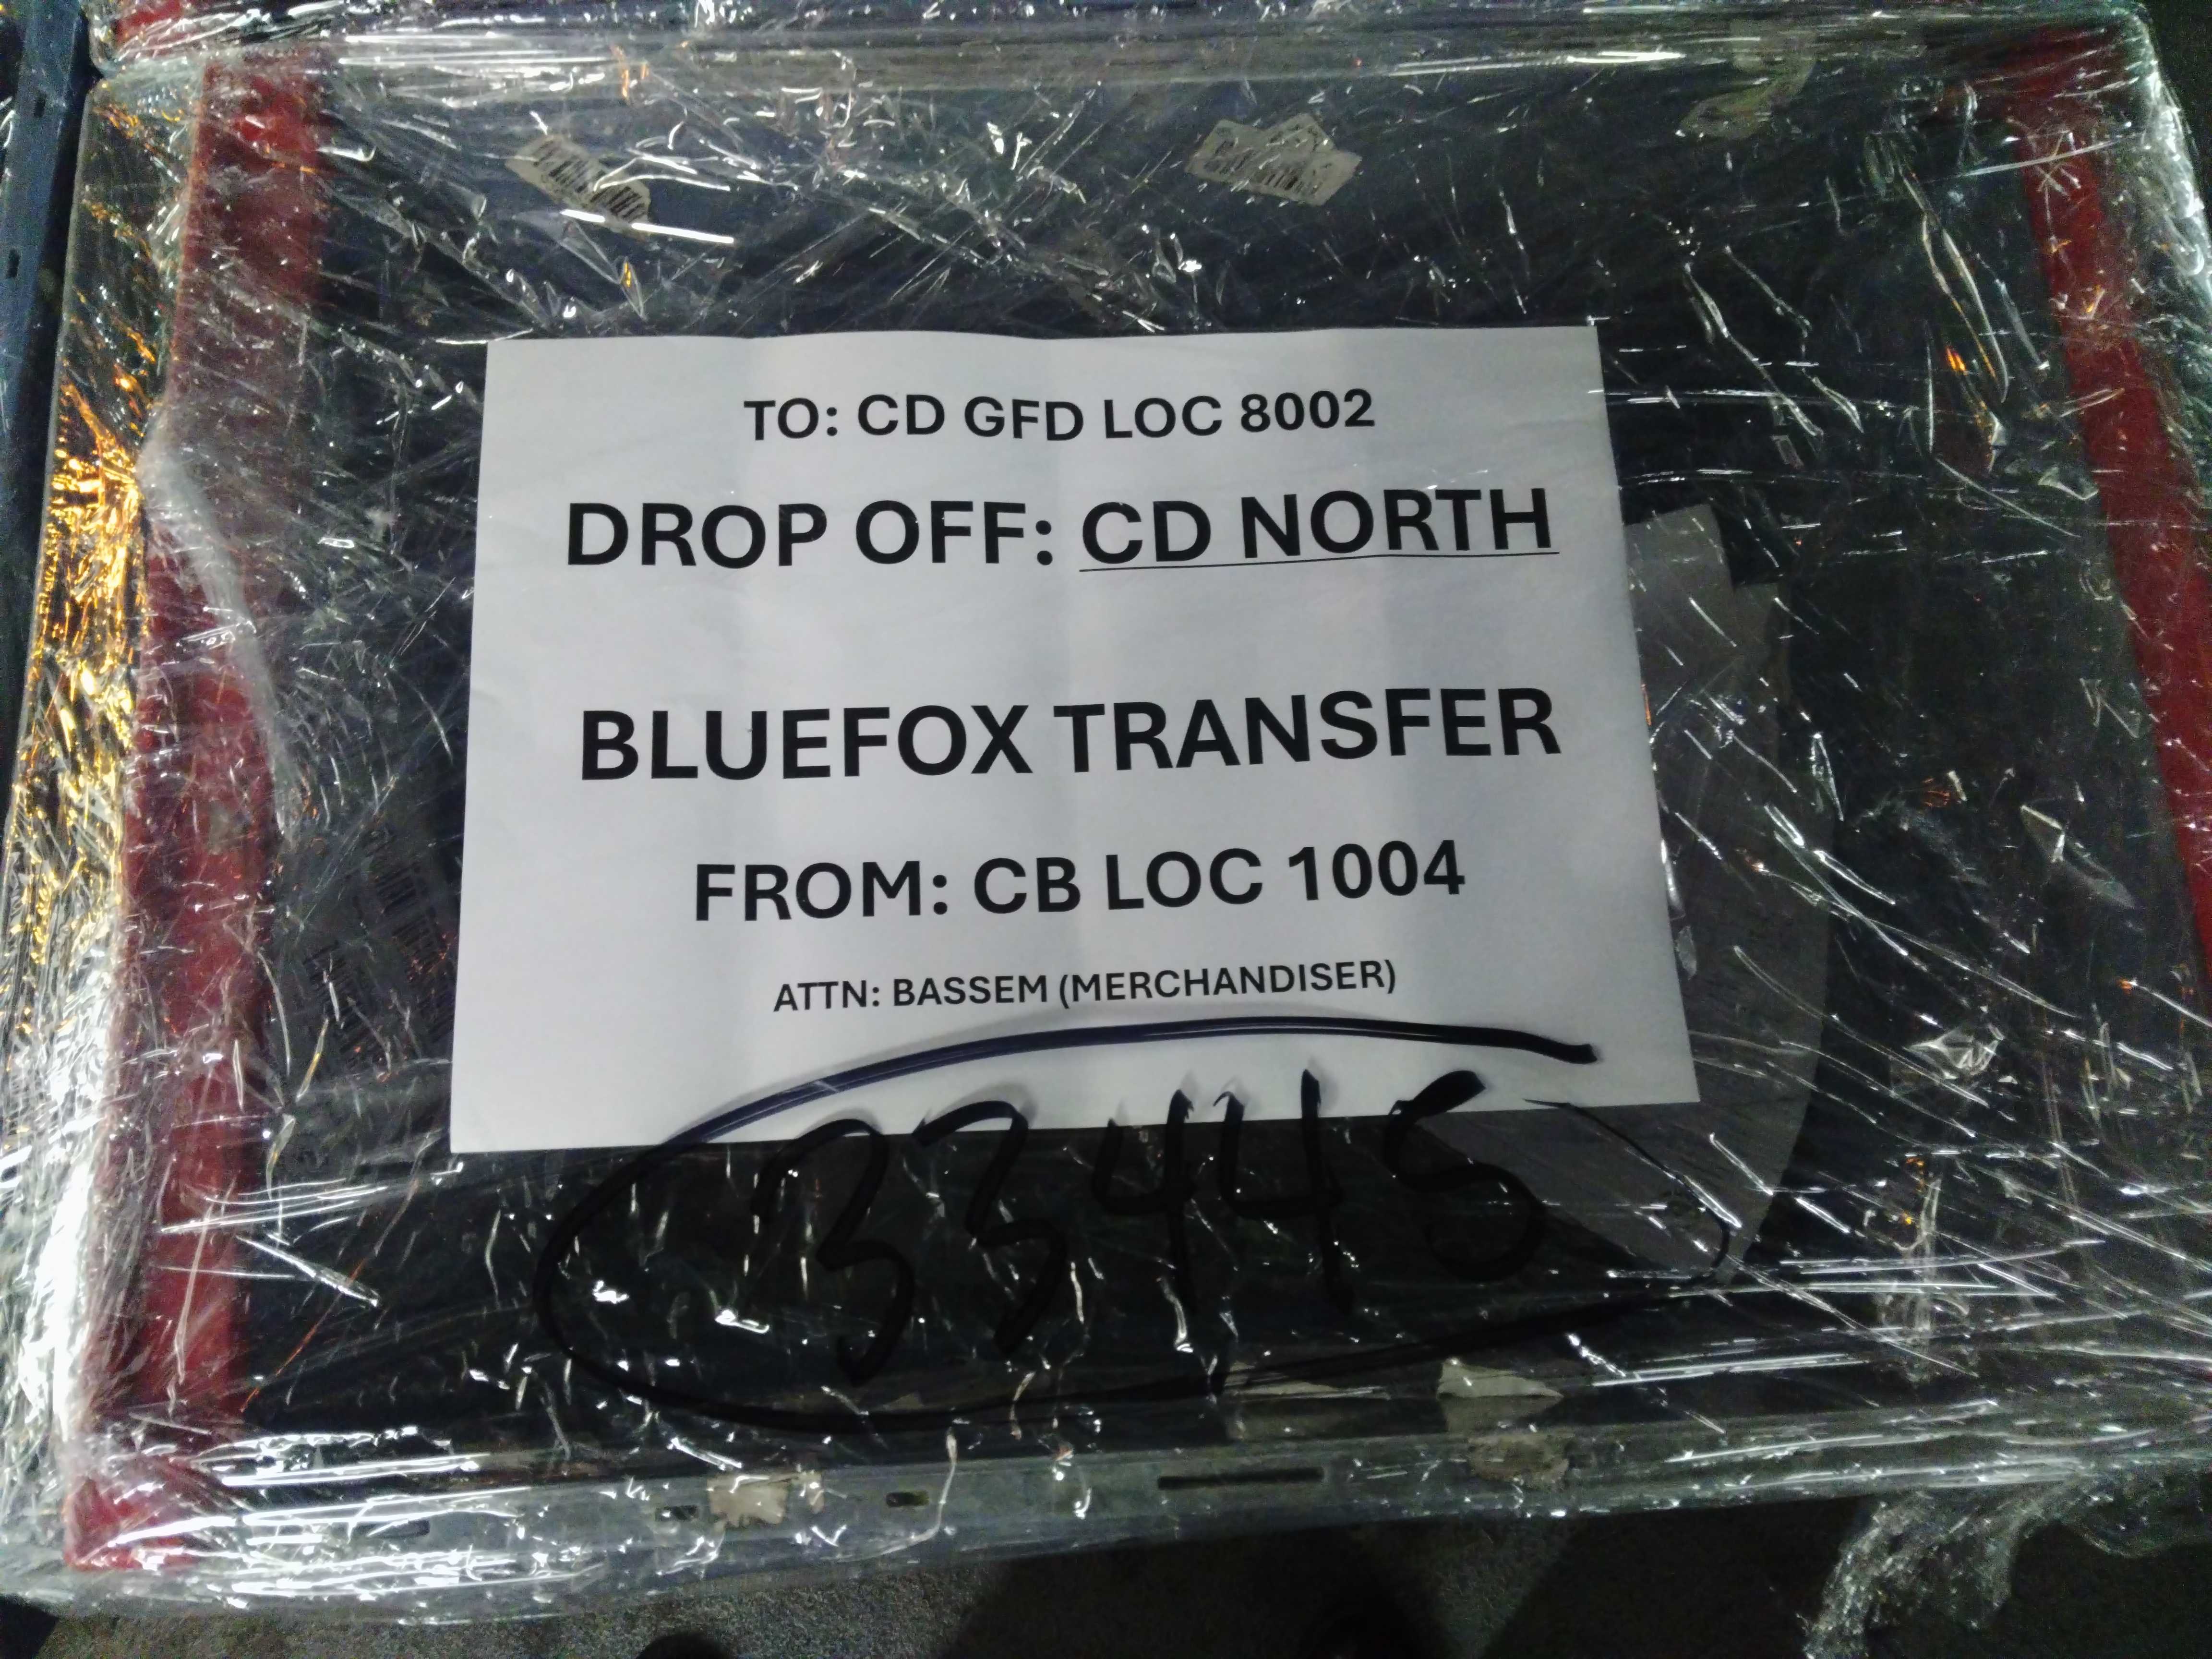 TO: CD GFD LOC 8002
DROP OFF: CD NORTH
BLUEFOX TRANSFER
FROM: CB LOC 1004
ATTN: BASSEM (MERCHANDISER)
33445